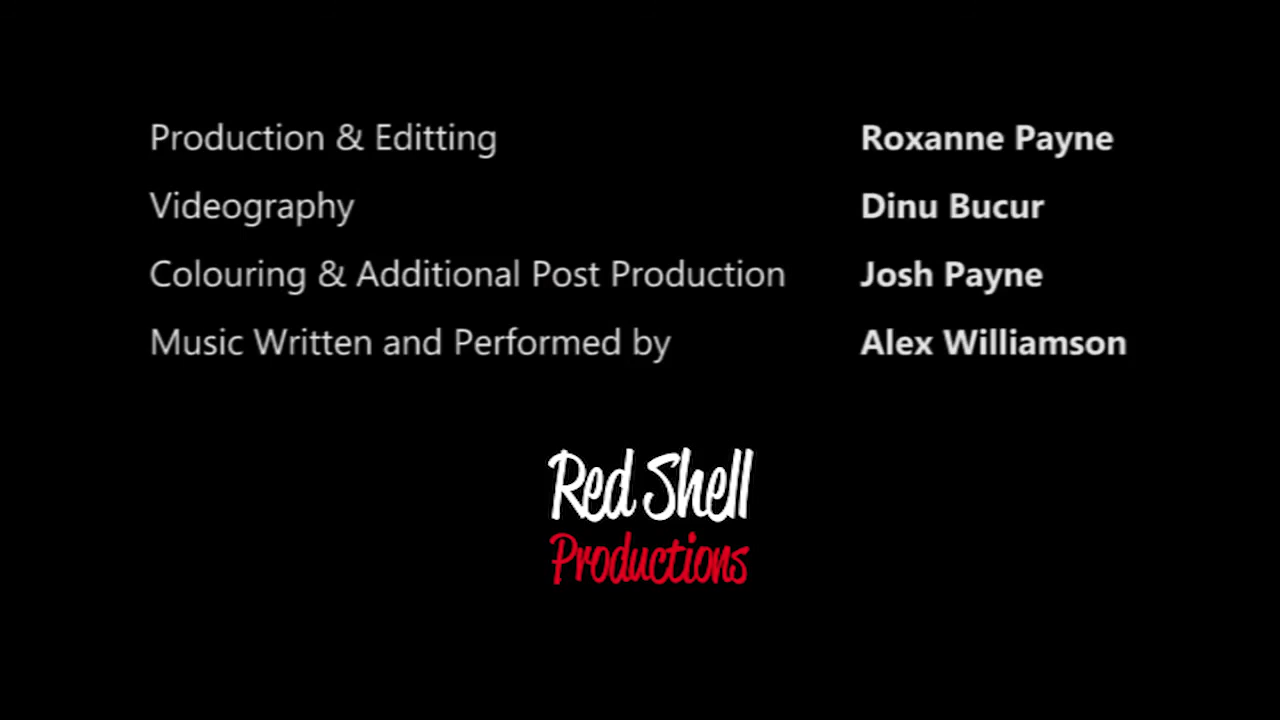 Production & Editting Roxanne Payne
Videography Dinu Bucur
Colouring & Additional Post Production Josh Payne
Music Written and Performed by Alex Williamson
Red Shell
Productions